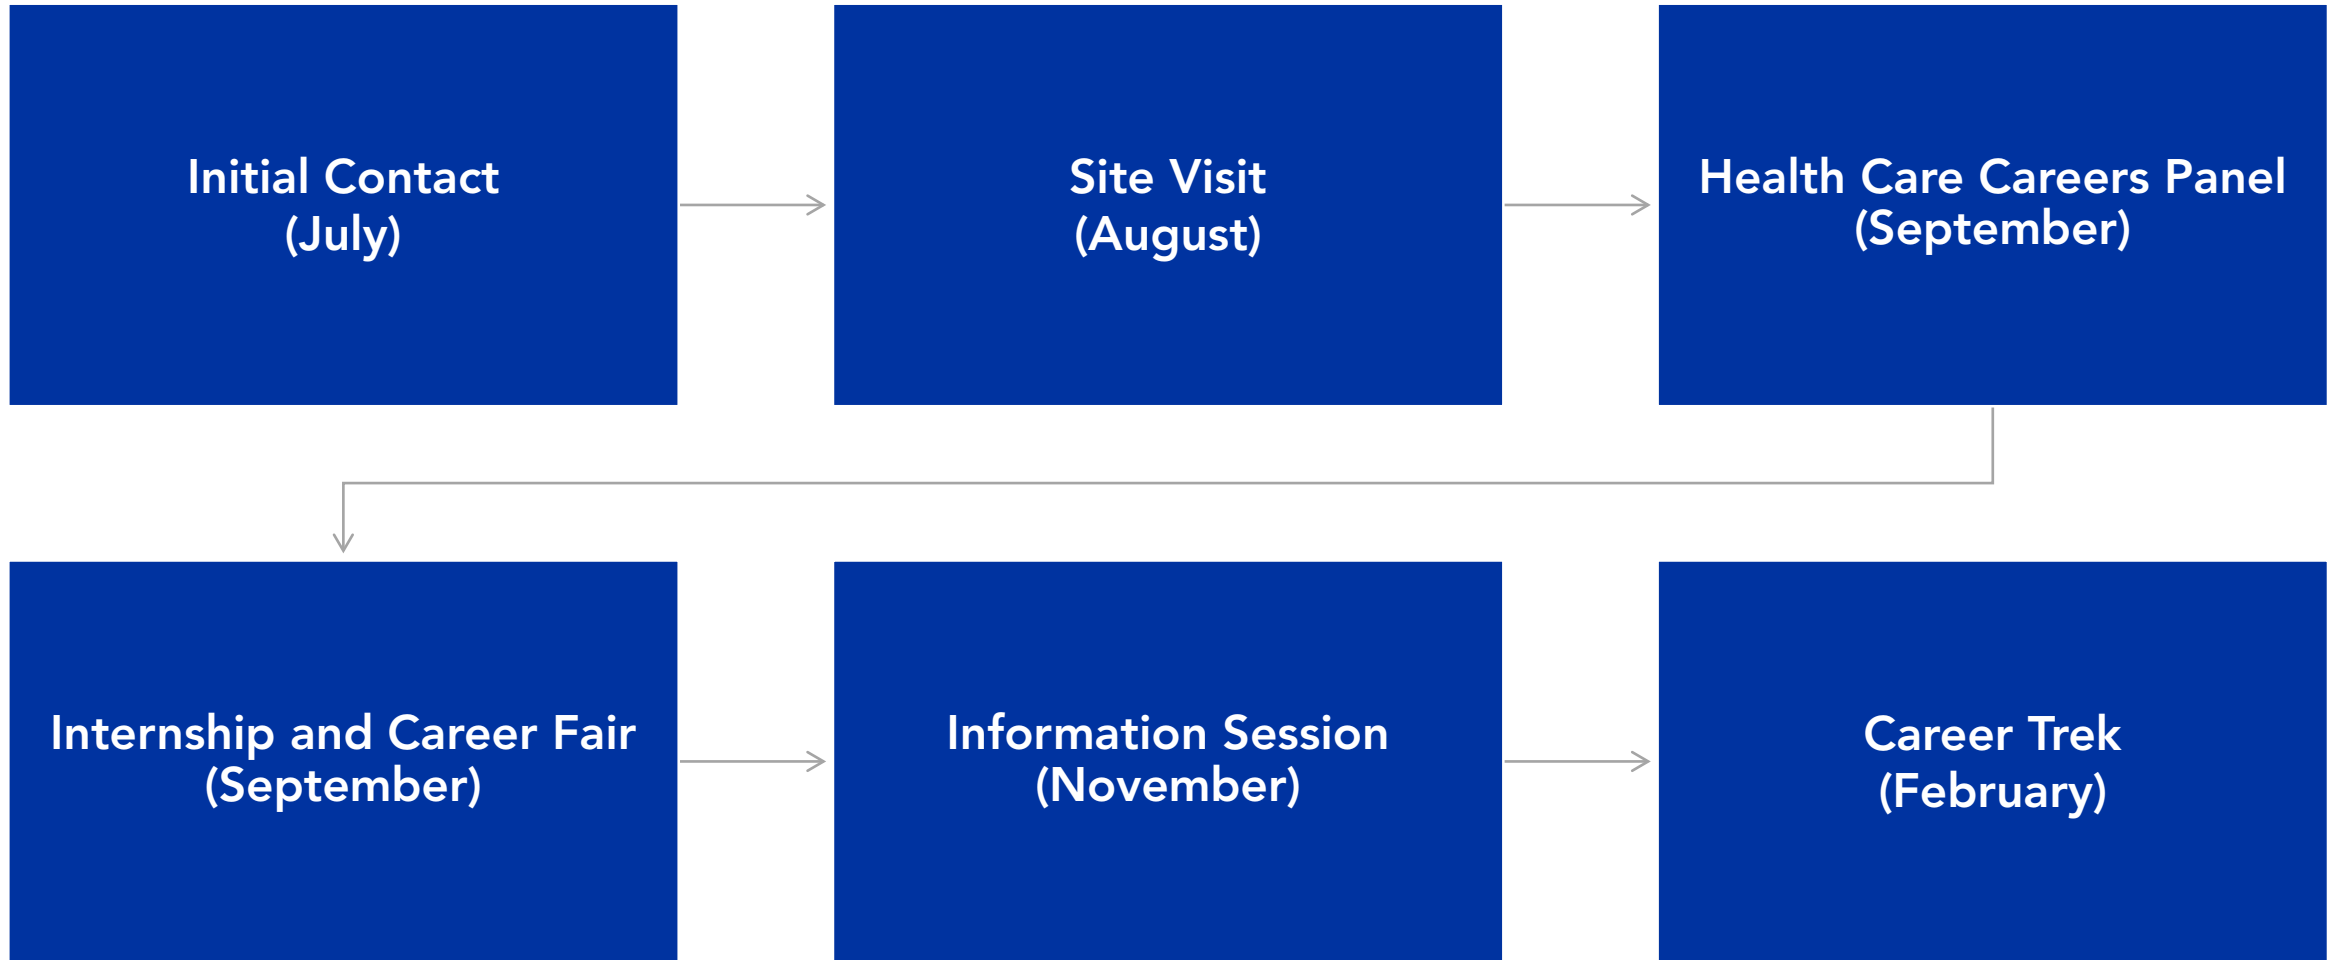 Initial Contact
(July)
Site Visit
(August)
Health Care Careers Panel
(September)
Internship and Career Fair
(September)
Information Session
(November)
Career Trek
(February)